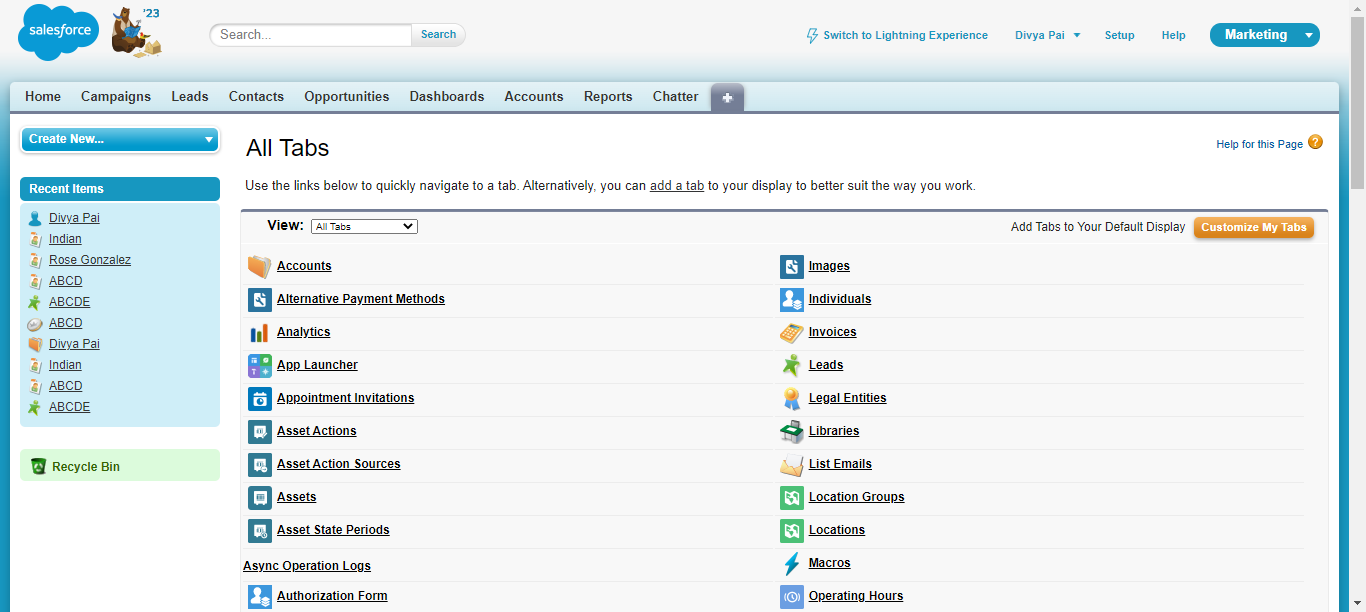 salesforce
'23
Search...
Search
Switch to Lightning Experience
Divya Pai
Setup
Help
Marketing
Home Campaigns Leads Contacts Opportunities Dashboards Accounts Reports Chatter +
Create New...
Recent Items
Divya Pai
Indian
Rose Gonzalez
ABCD
ABCDE
ABCD
Divya Pai
Indian
ABCD
ABCDE
Recycle Bin
All Tabs
Help for this Page ?
Use the links below to quickly navigate to a tab. Alternatively, you can add a tab to your display to better suit the way you work.
View: All Tabs
Add Tabs to Your Default Display Customize My Tabs
Accounts
Alternative Payment Methods
Analytics
App Launcher
Appointment Invitations
Asset Actions
Asset Action Sources
Assets
Asset State Periods
Async Operation Logs
Authorization Form
Images
Individuals
Invoices
Leads
Legal Entities
Libraries
List Emails
Location Groups
Locations
Macros
Operating Hours